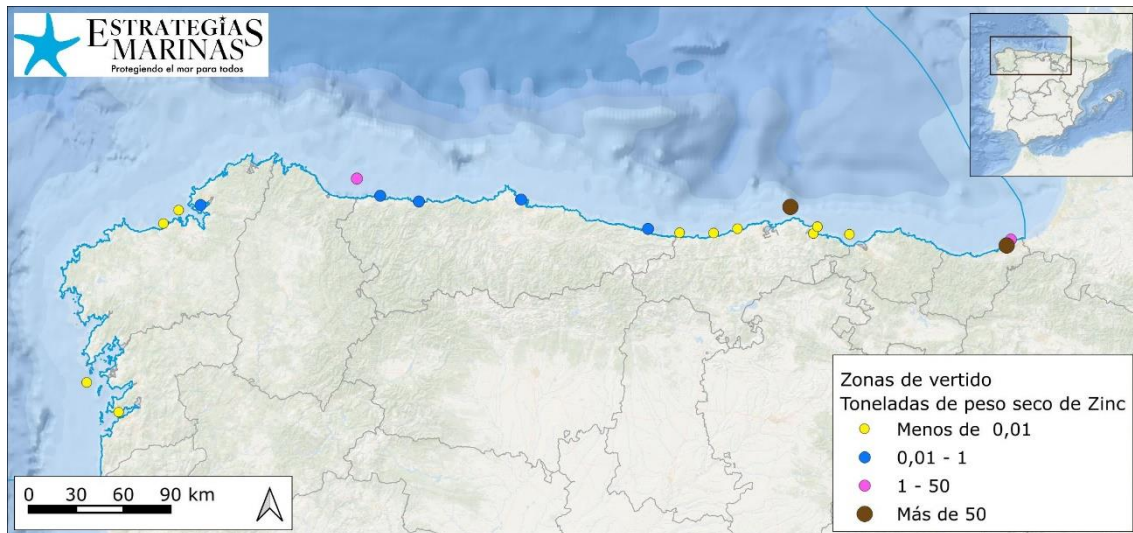 ESTRATEGIAS
MARINAS
Protegiendo el mar para todos
Zonas de vertido
Toneladas de peso seco de Zinc
Menos de 0,01
0,01 - 1
1 - 50
Más de 50
0 30 60 90 km